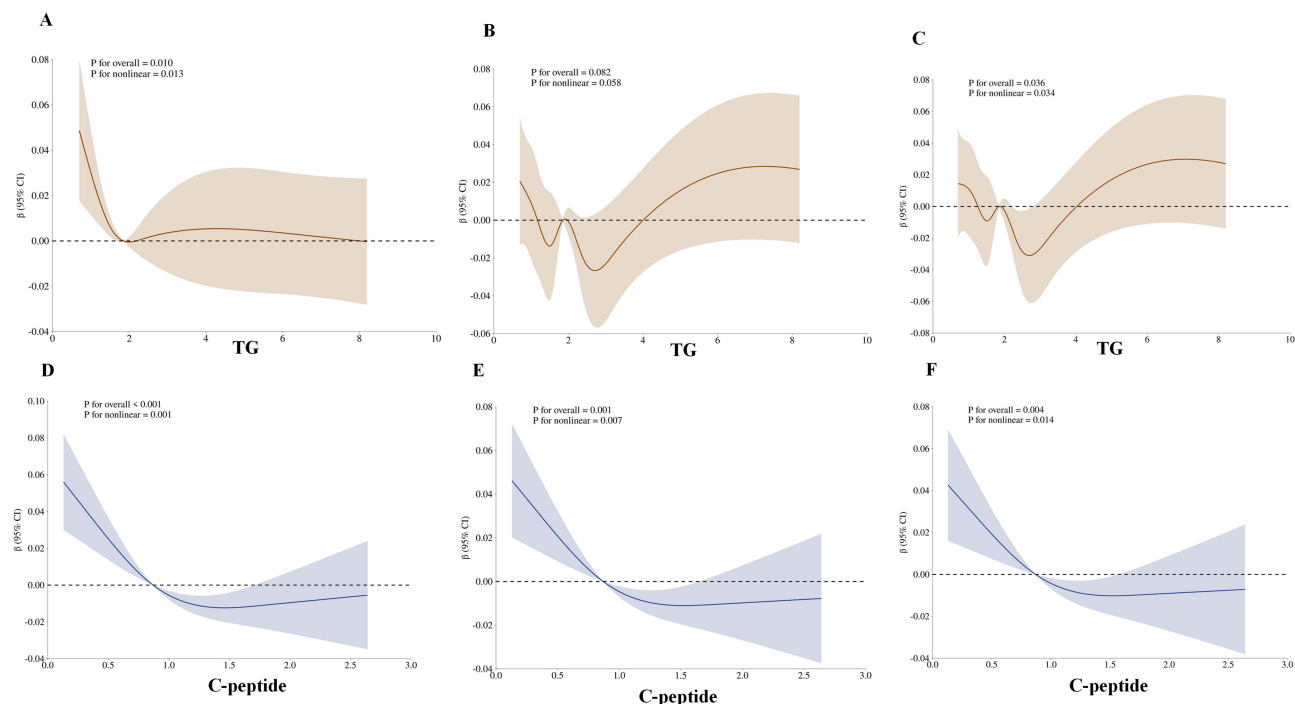 A
P for overall = 0.010
P for nonlinear = 0.013
0.08
0.06
0.04
0.02
0.00
-0.02
-0.04
β (95% CI)
0
2
4
6
8
10
TG
B
P for overall = 0.082
P for nonlinear = 0.058
0.08
0.06
0.04
0.02
0.00
-0.02
-0.04
-0.06
β (95% CI)
0
2
4
6
8
10
TG
C
P for overall = 0.036
P for nonlinear = 0.034
0.08
0.06
0.04
0.02
0.00
-0.02
-0.04
-0.06
-0.08
β (95% CI)
0
2
4
6
8
10
TG
D
P for overall < 0.001
P for nonlinear = 0.001
0.10
0.08
0.06
0.04
0.02
0.00
-0.02
-0.04
β (95% CI)
0.0
0.5
1.0
1.5
2.0
2.5
3.0
C-peptide
E
P for overall = 0.001
P for nonlinear = 0.007
0.08
0.06
0.04
0.02
0.00
-0.02
-0.04
β (95% CI)
0.0
0.5
1.0
1.5
2.0
2.5
3.0
C-peptide
F
P for overall = 0.004
P for nonlinear = 0.014
0.08
0.06
0.04
0.02
0.00
-0.02
-0.04
β (95% CI)
0.0
0.5
1.0
1.5
2.0
2.5
3.0
C-peptide